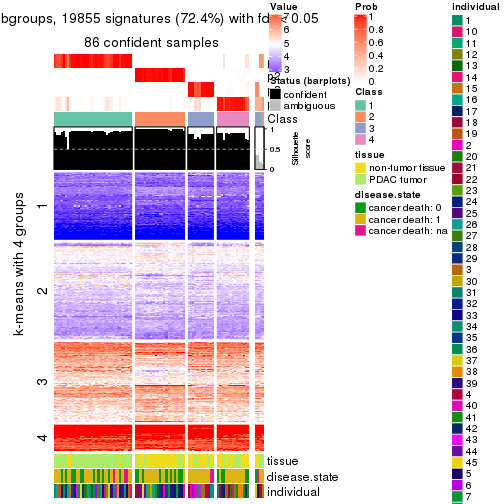 bgroups, 19855 signatures (72.4%) with fd 0.05
86 confident samples
Class
1
0.5
0
Silhouette
score
k-means with 4 groups
1
2
3
4
tissue
disease.state
individual
Value
7
6
5
4
3
Status (barplots)
confident
ambiguous
Prob
1
0.8
0.6
0.4
0.2
0
Class
1
2
3
4
tissue
non-tumor tissue
PDAC tumor
disease.state
cancer death: 0
cancer death: 1
cancer death: na
individual
1
10
11
12
13
14
15
16
17
18
19
2
20
21
22
23
24
25
26
27
28
29
3
30
31
32
33
34
35
36
37
38
39
4
40
41
42
43
44
45
5
6
7